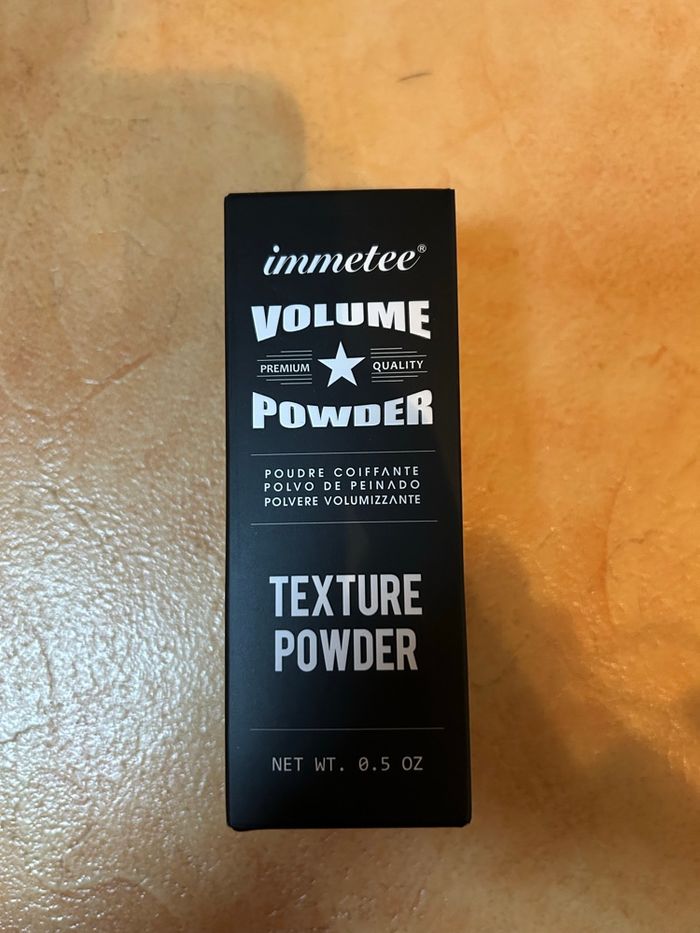 immetee®
VOLUME
PREMIUM ★ QUALITY
POWDER
POUDRE COIFFANTE
POLVO DE PEINADO
POLVERE VOLUMIZZANTE
TEXTURE
POWDER
NET WT. 0.5 OZ